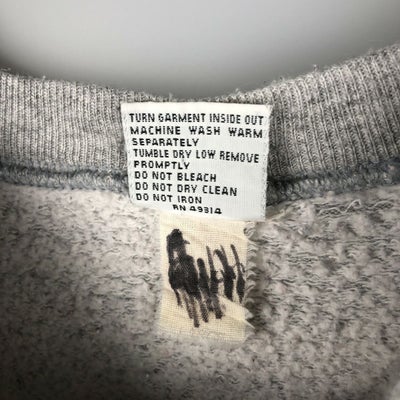 TURN GARMENT INSIDE OUT
MACHINE WASH WARM
SEPARATELY
TUMBLE DRY LOW REMOVE
PROMPTLY
DO NOT BLEACH
DO NOT DRY CLEAN
DO NOT IRON
RN 49314